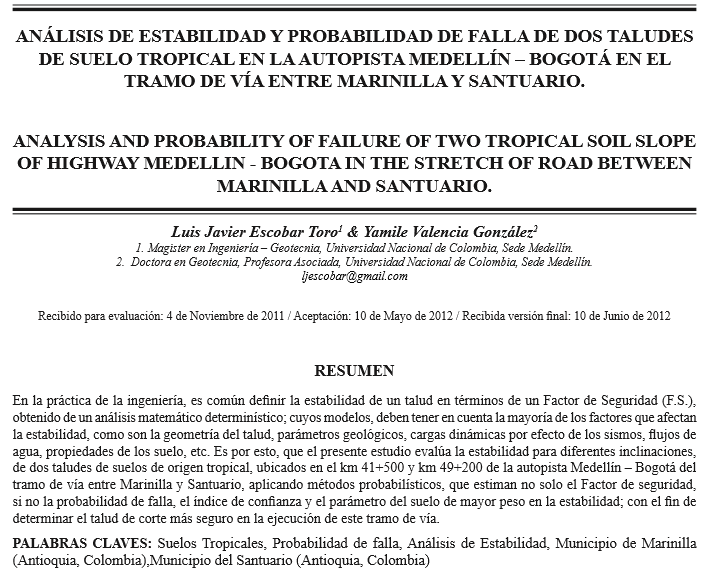 ANÁLISIS DE ESTABILIDAD Y PROBABILIDAD DE FALLA DE DOS TALUDES
DE SUELO TROPICAL EN LA AUTOPISTA MEDELLÍN – BOGOTÁ EN EL
TRAMO DE VÍA ENTRE MARINILLA Y SANTUARIO.
ANALYSIS AND PROBABILITY OF FAILURE OF TWO TROPICAL SOIL SLOPE
OF HIGHWAY MEDELLIN - BOGOTA IN THE STRETCH OF ROAD BETWEEN
MARINILLA AND SANTUARIO.
Luis Javier Escobar Toro¹ & Yamile Valencia González²
1. Magister en Ingeniería – Geotecnia, Universidad Nacional de Colombia, Sede Medellín.
2. Doctora en Geotecnia, Profesora Asociada, Universidad Nacional de Colombia, Sede Medellín.
ljescobar@gmail.com
Recibido para evaluación: 4 de Noviembre de 2011 / Aceptación: 10 de Mayo de 2012 / Recibida versión final: 10 de Junio de 2012
RESUMEN
En la práctica de la ingeniería, es común definir la estabilidad de un talud en términos de un Factor de Seguridad (F.S.),
obtenido de un análisis matemático determinístico; cuyos modelos, deben tener en cuenta la mayoría de los factores que afectan
la estabilidad, como son la geometría del talud, parámetros geológicos, cargas dinámicas por efecto de los sismos, flujos de
agua, propiedades de los suelo, etc. Es por esto, que el presente estudio evalúa la estabilidad para diferentes inclinaciones,
de dos taludes de suelos de origen tropical, ubicados en el km 41+500 y km 49+200 de la autopista Medellín – Bogotá del
tramo de vía entre Marinilla y Santuario, aplicando métodos probabilísticos, que estiman no solo el Factor de seguridad,
si no la probabilidad de falla, el índice de confianza y el parámetro del suelo de mayor peso en la estabilidad; con el fin de
determinar el talud de corte más seguro en la ejecución de este tramo de vía.
PALABRAS CLAVES: Suelos Tropicales, Probabilidad de falla, Análisis de Estabilidad, Municipio de Marinilla
(Antioquia, Colombia),Municipio del Santuario (Antioquia, Colombia)